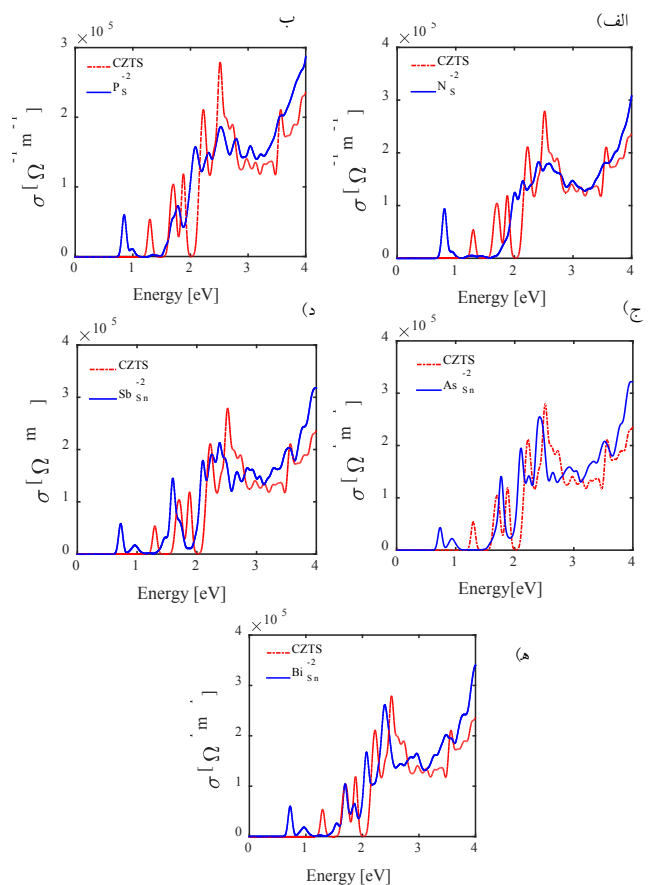 ب
×10 5
CZTS
P S -2
3
2
1
0
σ [ Ω -1 m -1
0 1 2 3 4
Energy [eV]
الف)
×10 5
CZTS
N S -2
4
3
2
1
0
σ [ Ω -1 m -1
0 1 2 3 4
Energy [eV]
د)
×10 5
CZTS
Sb Sn -2
4
3
2
1
0
σ [ Ω m
0 1 2 3 4
Energy [eV]
ج)
×10 5
CZTS
As Sn -2
4
3
2
1
0
σ [ Ω m
0 1 2 3 4
Energy[eV]
ه)
×10 5
CZTS
Bi Sn -2
4
3
2
1
0
σ [ Ω m
0 1 2 3 4
Energy [eV]